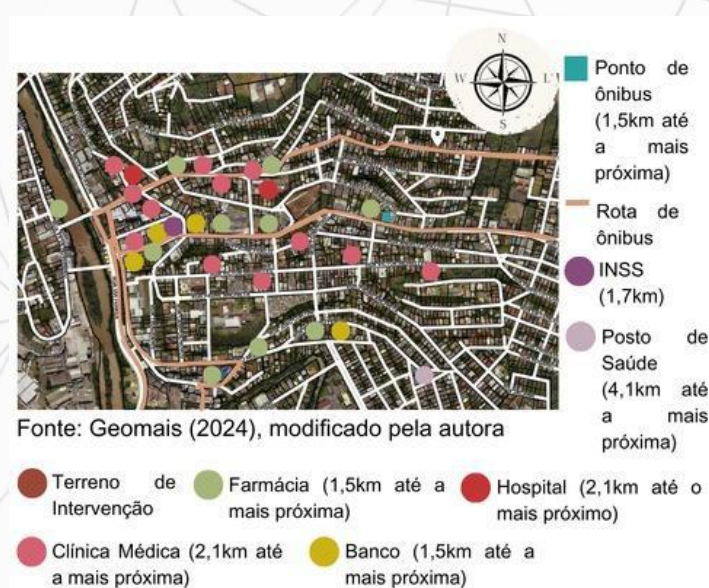 N
W
L
S
Ponto de
ônibus
(1,5km até
a mais
próxima)
Rota de
ônibus
INSS
(1,7km)
Posto de
Saúde
(4,1km até
a mais
próxima)
Fonte: Geomais (2024), modificado pela autora
Terreno de
Intervenção
Farmácia (1,5km até a
mais próxima)
Hospital (2,1km até o
mais próximo)
Clínica Médica (2,1km até
a mais próxima)
Banco (1,5km até a
mais próxima)